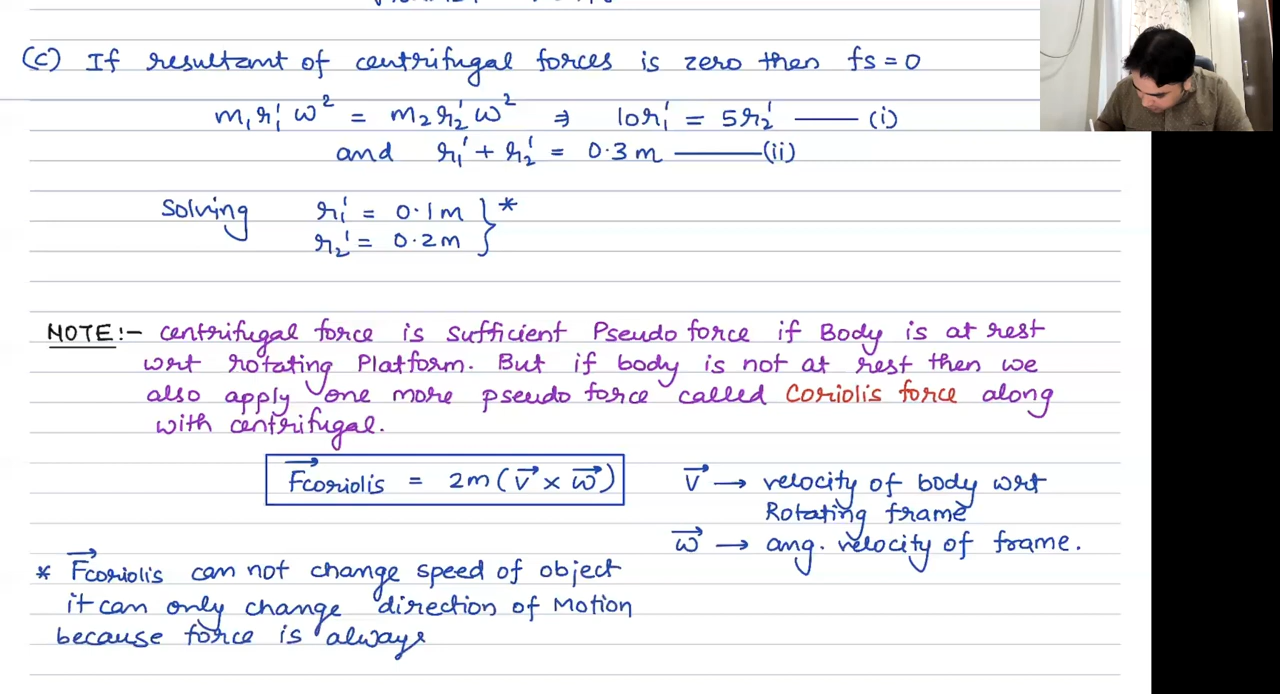 (c) If resultant of centrifugal forces is zero then fs = 0
m₁r₁' ω² = m₂r₂' ω² ⇒ 10r₁' = 5r₂' —— (i)
and r₁' + r₂' = 0.3 m ——(ii)
Solving r₁' = 0.1m } *
r₂' = 0.2m
NOTE:- centrifugal force is sufficient Pseudo force if Body is at rest
wrt rotating Platform. But if body is not at rest then we
also apply one more pseudo force called Coriolis force along
with centrifugal.
F⃗coriolis = 2m (v⃗ × ω⃗) v⃗ → velocity of body wrt
Rotating frame
ω⃗ → ang. velocity of frame.
* F⃗coriolis can not change speed of object
it can only change direction of Motion
because force is always